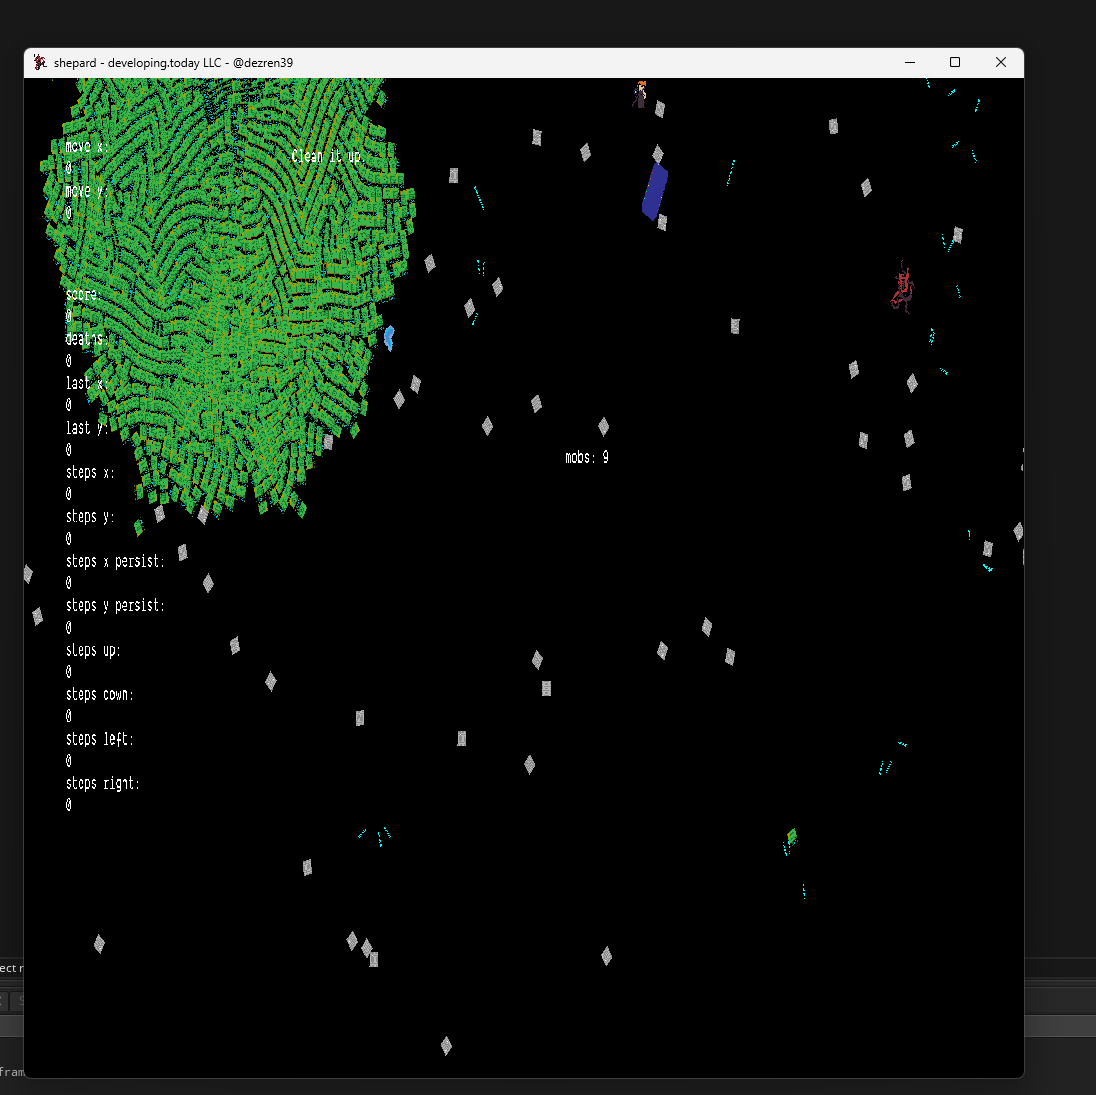 shepard - developing.today LLC - @dezren39
move x:
Clean it up.
0
move y:
0
score:
0
deaths:
0
last x:
0
last y:
0
mobs: 9
steps x:
0
steps y:
0
steps x persist:
0
steps y persist:
0
steps up:
0
steps down:
0
steps left:
0
steps right:
0
ect r
fram